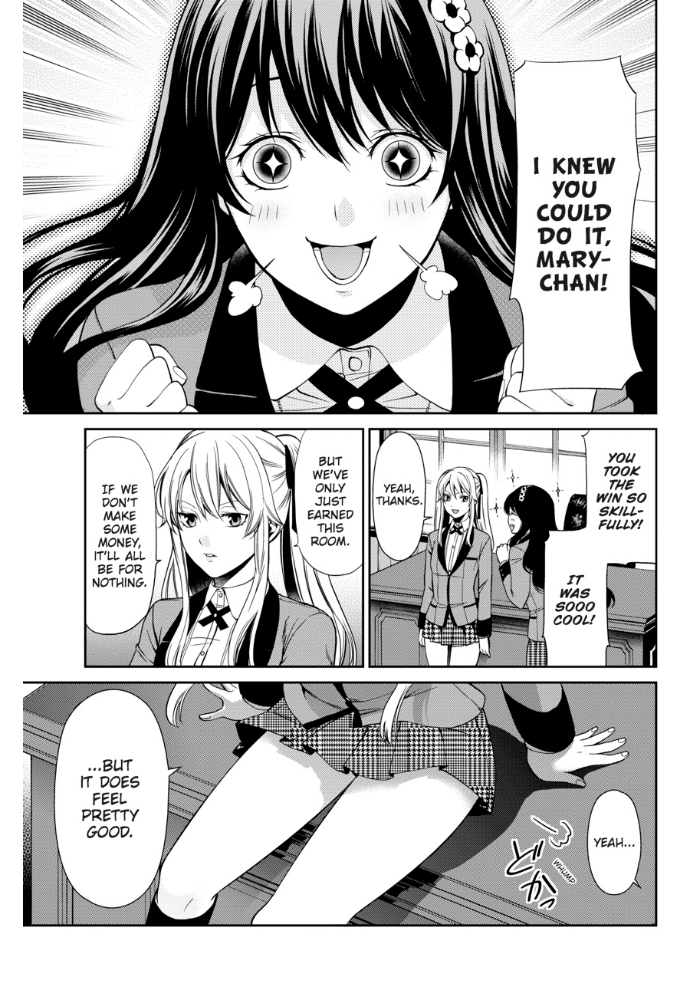 I KNEW
YOU
COULD
DO IT,
MARY-
CHAN!
YOU
TOOK
THE
WIN SO
SKILL-
FULLY!
IT
WAS
SOOO
COOL!
YEAH,
THANKS.
BUT
WE'VE
ONLY
JUST
EARNED
THIS
ROOM.
IF WE
DON'T
MAKE
SOME
MONEY,
IT'LL ALL
BE FOR
NOTHING.
YEAH...
どかっ
WHUMP
...BUT
IT DOES
FEEL
PRETTY
GOOD.